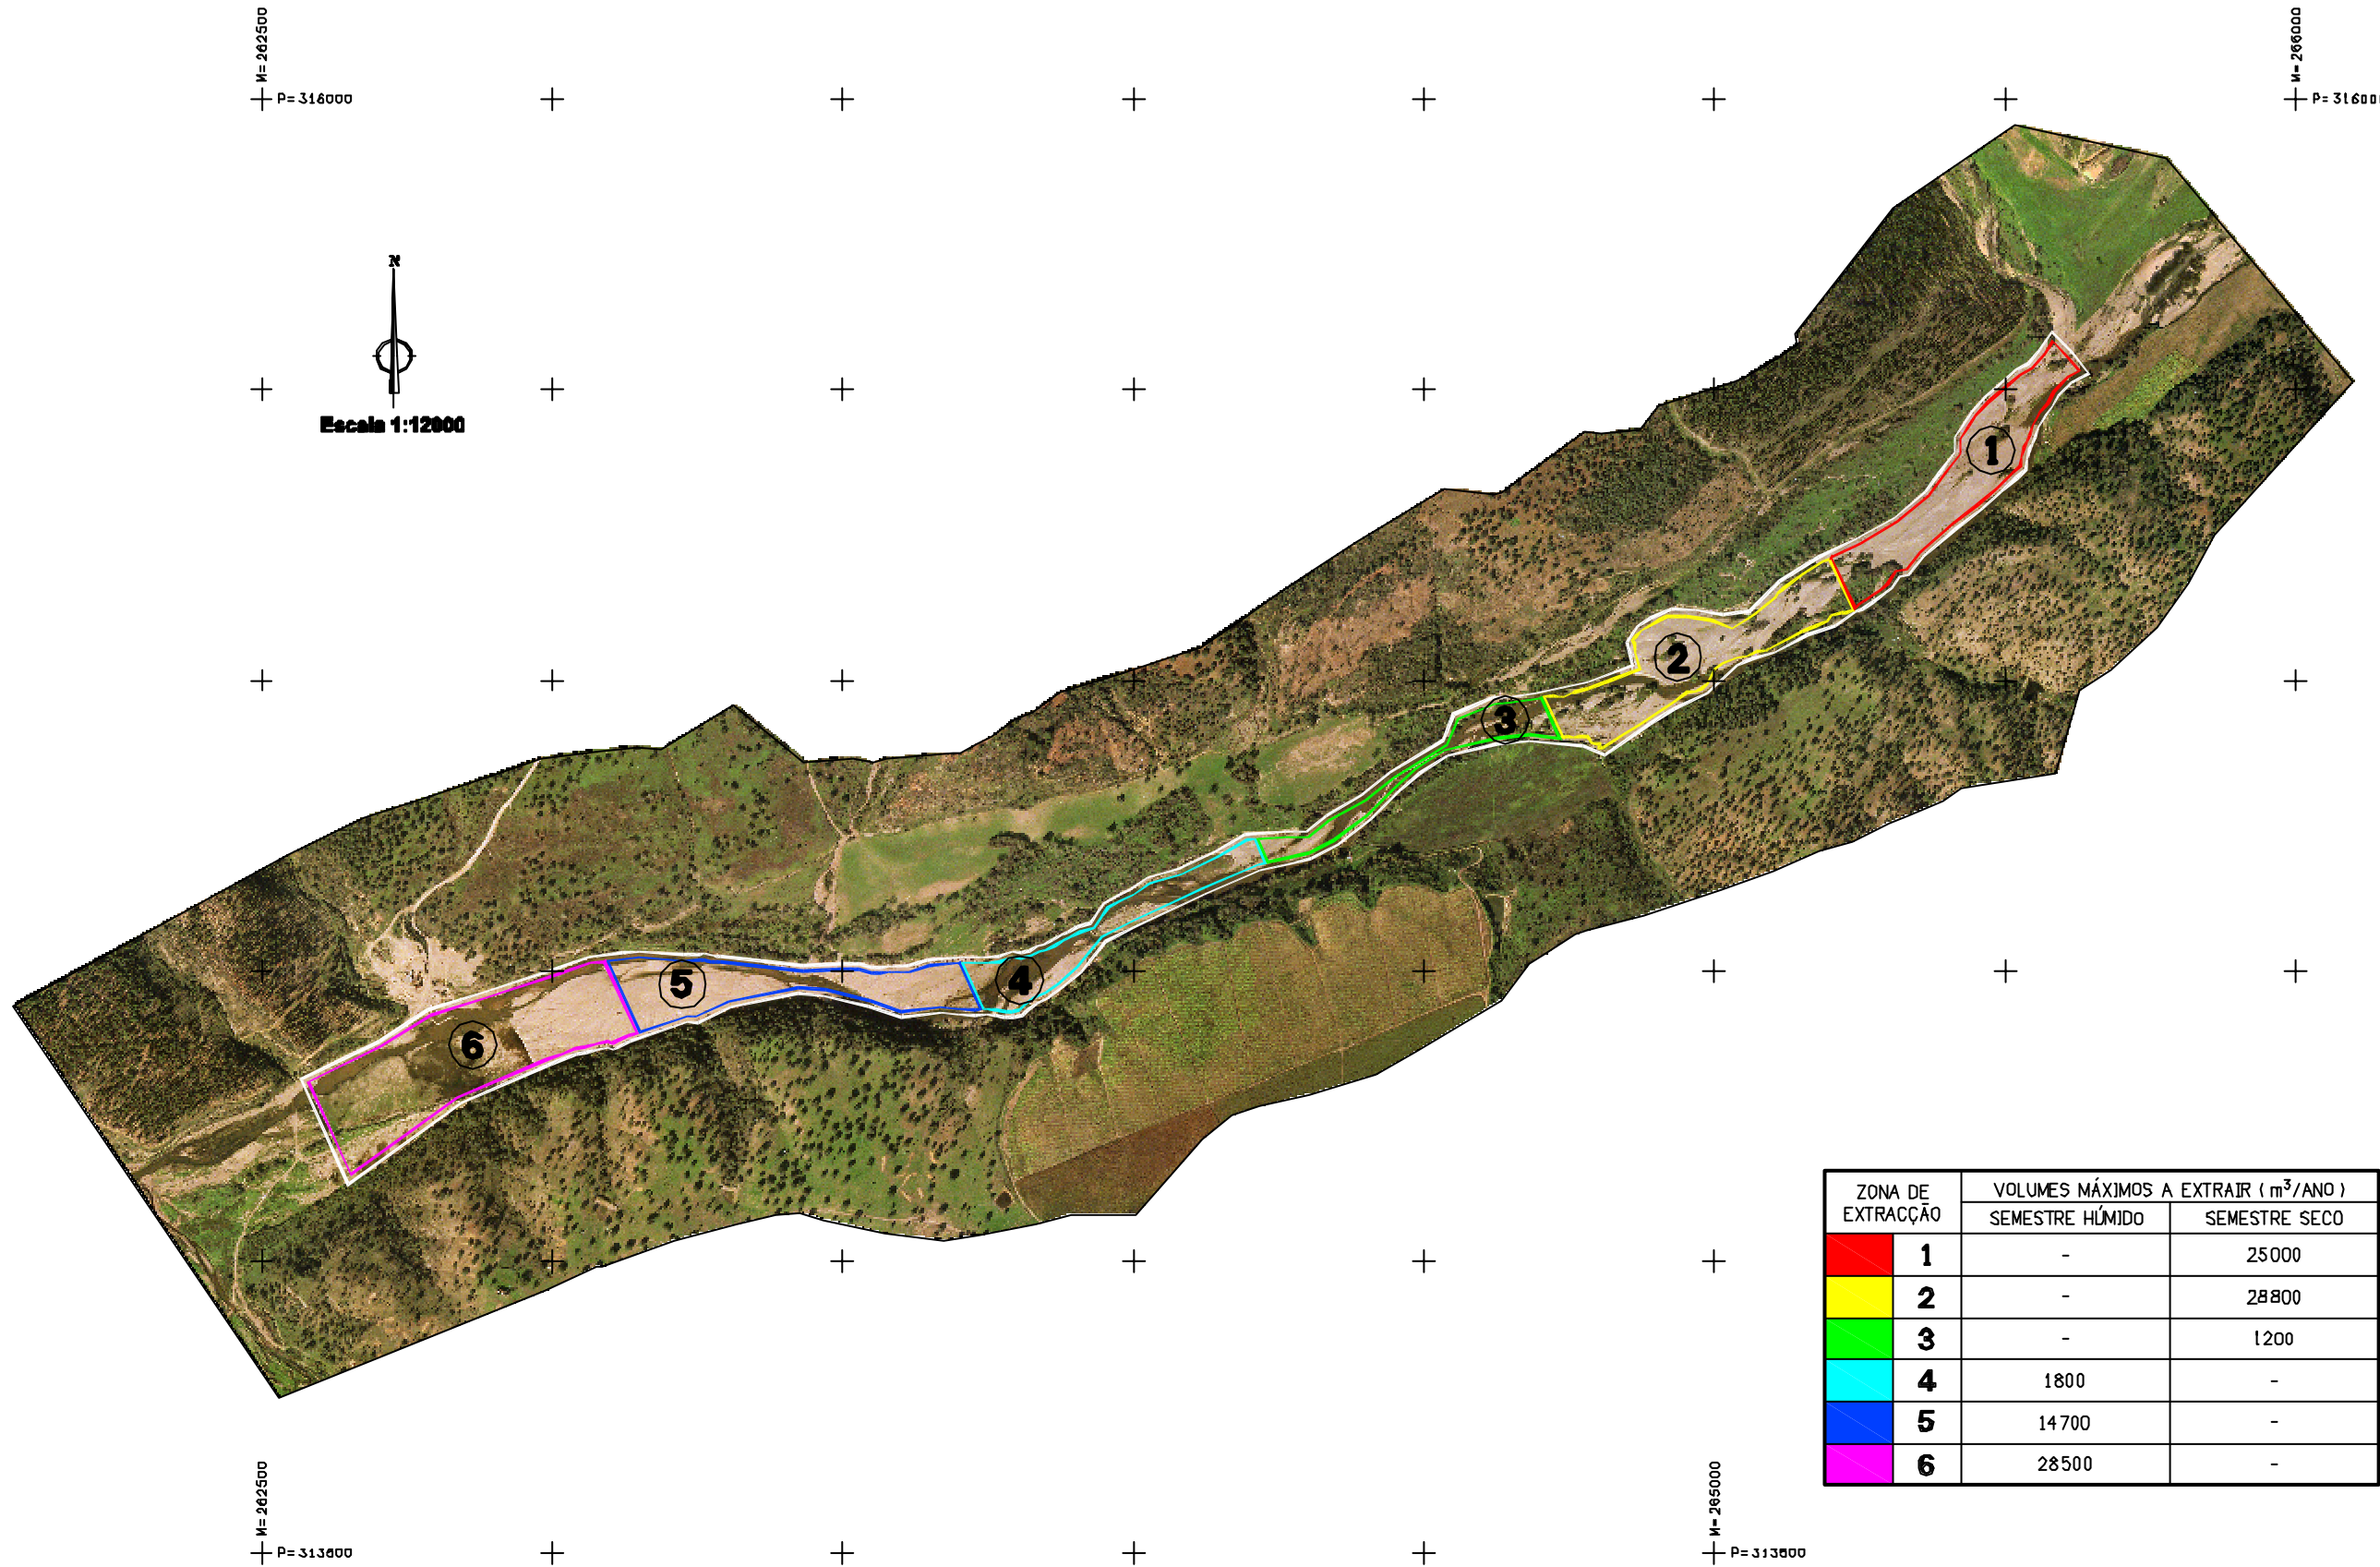 M=262500
M=266000
P=316000
P=316000
N
Escala 1:12000
1
2
3
4
5
6
ZONA DE EXTRACÇÃO
VOLUMES MÁXIMOS A EXTRAIR (m³/ANO)
SEMESTRE HÚMIDO SEMESTRE SECO
1 - 25000
2 - 28800
3 - 1200
4 1800 -
5 14700 -
6 28500 -
M=262500
M=265000